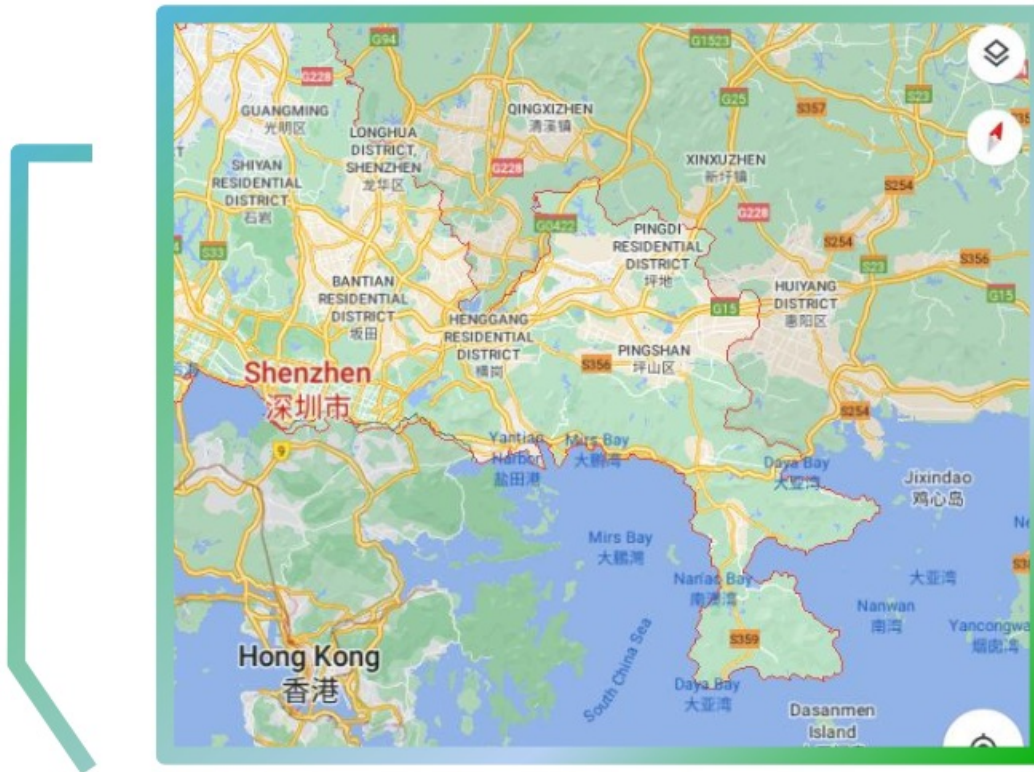 G94
G1523
G228
S23
GUANGMING
光明区
QINGXIZHEN
清溪镇
G25
S357
LONGHUA
DISTRICT,
SHENZHEN
龙华区
SHIYAN
RESIDENTIAL
DISTRICT
石岩
G228
XINXUZHEN
新圩镇
S254
G228
G0422
PINGDI
RESIDENTIAL
DISTRICT
坪地
S254
S33
S23
S356
BANTIAN
RESIDENTIAL
DISTRICT
坂田
HUIYANG
DISTRICT
惠阳区
G15
G15
HENGGANG
RESIDENTIAL
DISTRICT
横岗
PINGSHAN
坪山区
S356
Shenzhen
深圳市
S254
9
Yantian
Harbor
盐田港
Mirs Bay
大鹏湾
Daya Bay
大亚湾
Jixindao
鸡心岛
Mirs Bay
大鵬灣
Nan'ao Bay
南澳湾
大亚湾
Nanwan
南湾
S359
South China Sea
Hong Kong
香港
Daya Bay
大亚湾
Dasanmen
Island